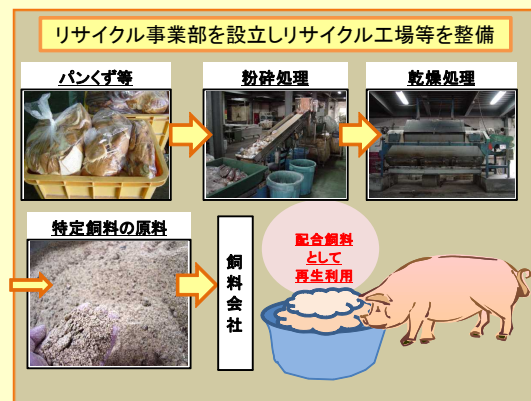 リサイクル事業部を設立しリサイクル工場等を整備
パンくず等
粉砕処理
乾燥処理
特定飼料の原料
飼料会社
配合飼料
として
再生利用